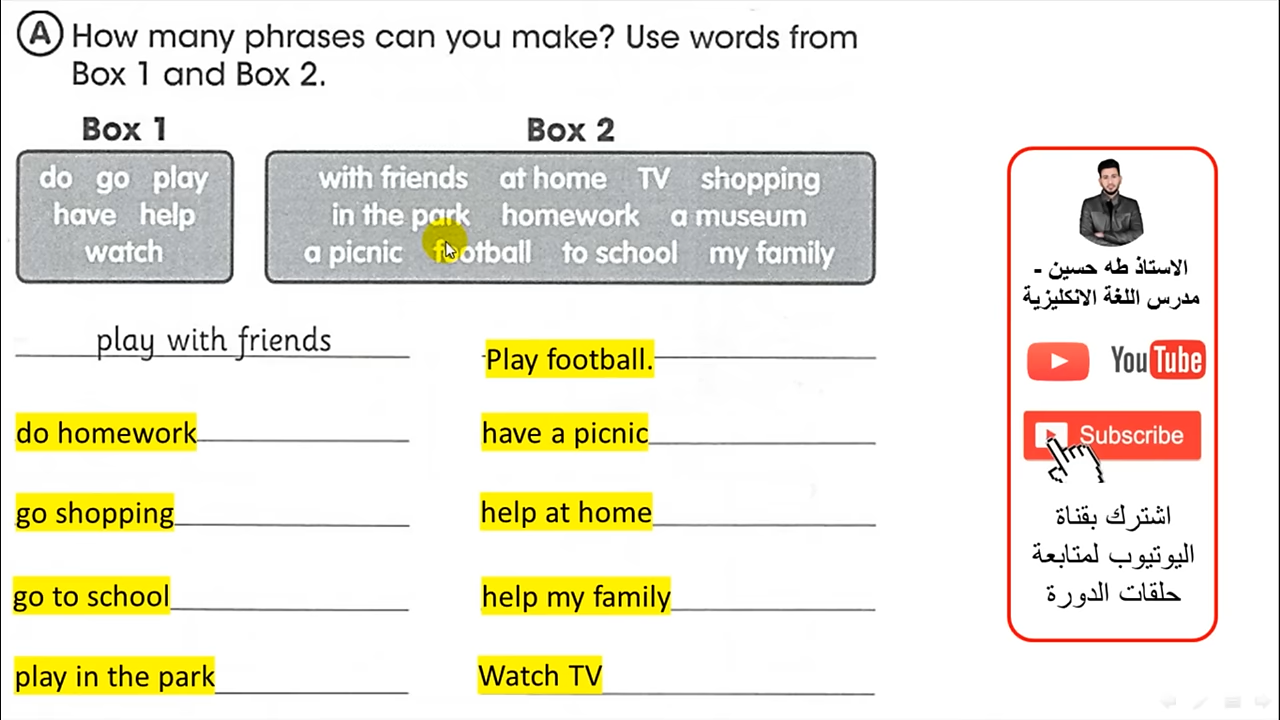 A How many phrases can you make? Use words from
Box 1 and Box 2.
Box 1
do go play
have help
watch
Box 2
with friends at home TV shopping
in the park homework a museum
a picnic football to school my family
play with friends
Play football.
do homework
have a picnic
go shopping
help at home
go to school
help my family
play in the park
Watch TV
الاستاذ طه حسين -
مدرس اللغة الانكليزية
YouTube
Subscribe
اشترك بقناة
اليوتيوب لمتابعة
حلقات الدورة